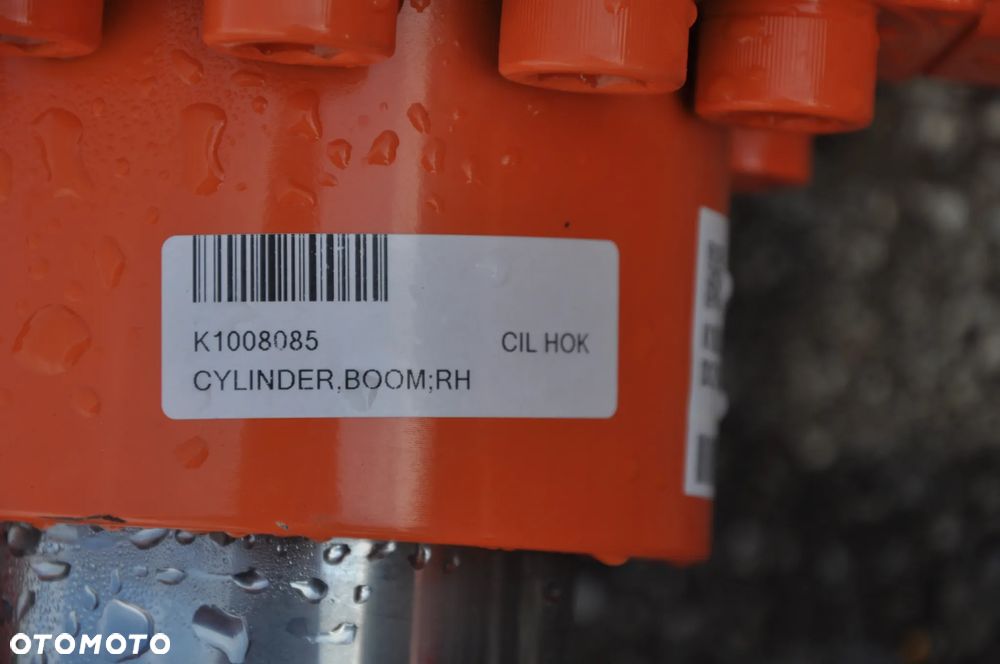 K1008085 CIL HOK
CYLINDER,BOOM;RH
OTOMOTO